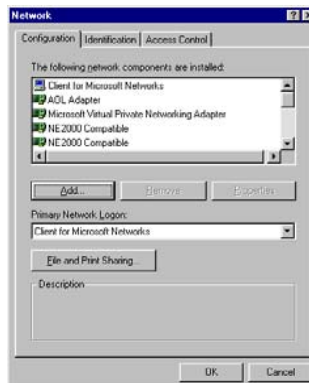 Network
Configuration Identification Access Control
The following network components are installed:
Client for Microsoft Networks
AOL Adapter
Microsoft Virtual Private Networking Adapter
NE2000 Compatible
NE2000 Compatible
Add... Remove Properties
Primary Network Logon:
Client for Microsoft Networks
File and Print Sharing...
Description
OK Cancel